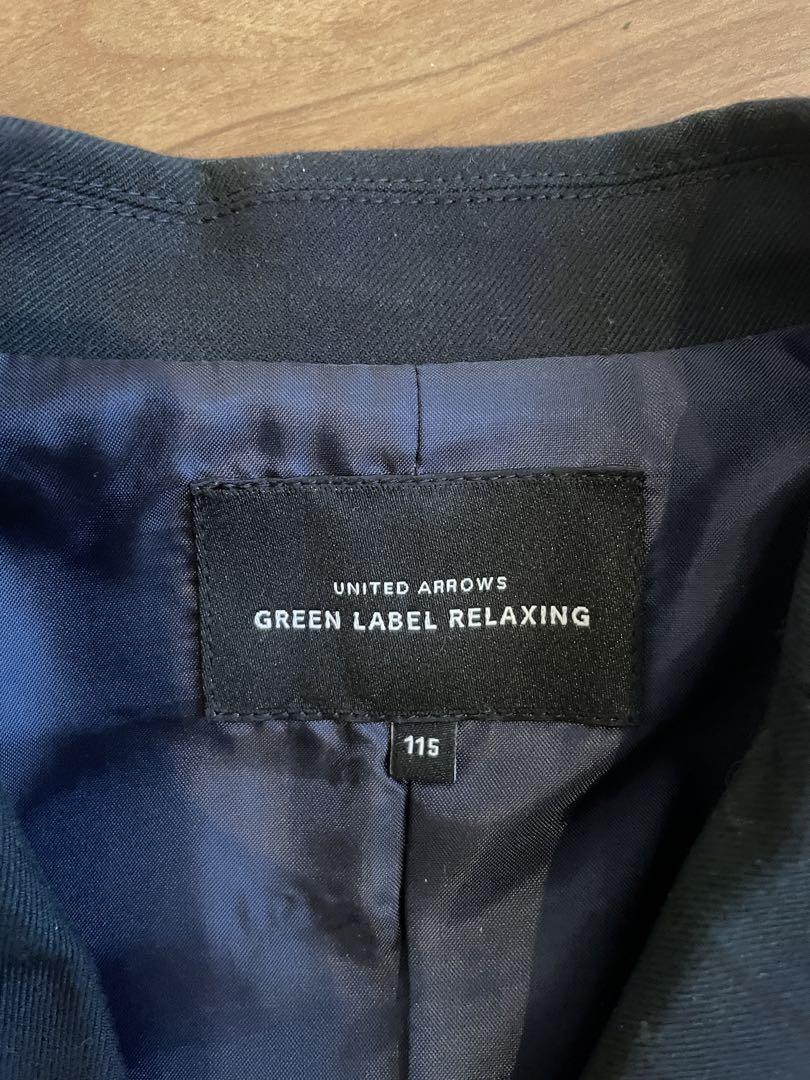 UNITED ARROWS
GREEN LABEL RELAXING
115